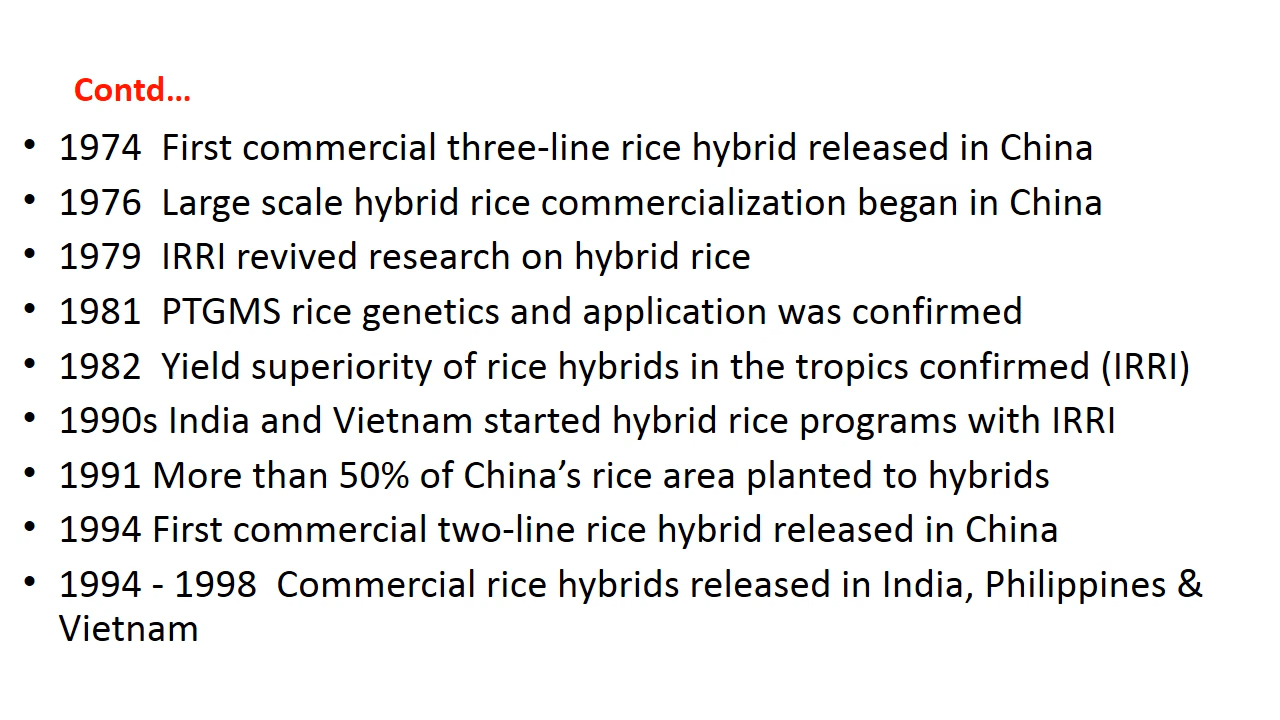 Contd...
• 1974  First commercial three-line rice hybrid released in China
• 1976  Large scale hybrid rice commercialization began in China
• 1979  IRRI revived research on hybrid rice
• 1981  PTGMS rice genetics and application was confirmed
• 1982  Yield superiority of rice hybrids in the tropics confirmed (IRRI)
• 1990s India and Vietnam started hybrid rice programs with IRRI
• 1991 More than 50% of China’s rice area planted to hybrids
• 1994 First commercial two-line rice hybrid released in China
• 1994 - 1998  Commercial rice hybrids released in India, Philippines &
Vietnam